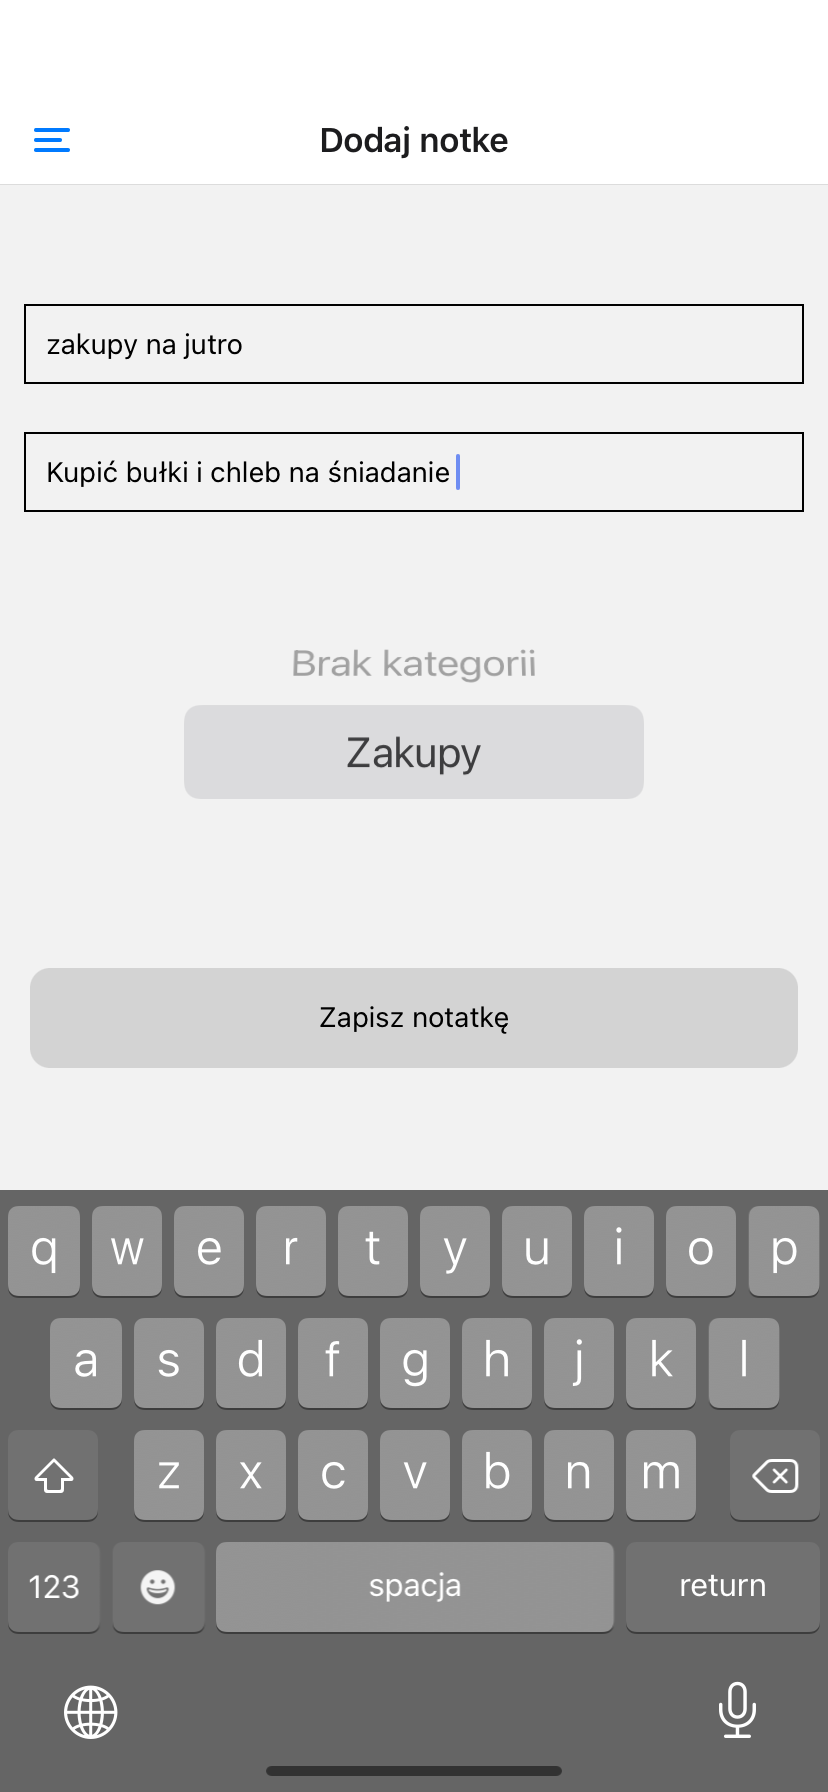 Dodaj notke
zakupy na jutro
Kupić bułki i chleb na śniadanie
Brak kategorii
Zakupy
Zapisz notatkę
q w e r t y u i o p
a s d f g h j k l
z x c v b n m
123 spacja return